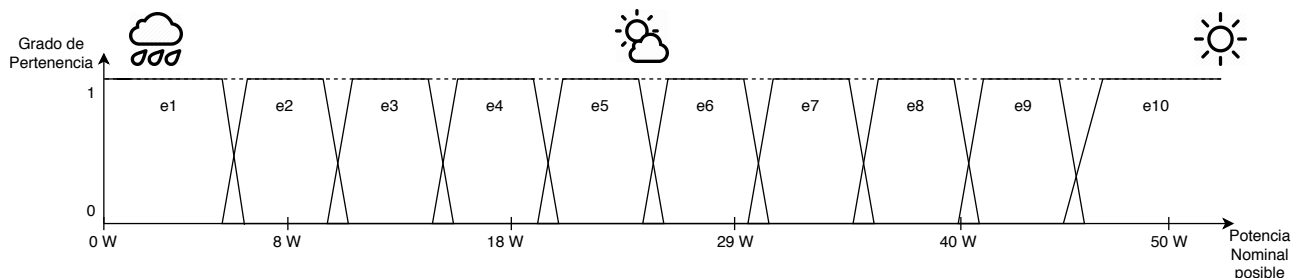 Grado de
Pertenencia
1
e1
e2
e3
e4
e5
e6
e7
e8
e9
e10
0
0 W
8 W
18 W
29 W
40 W
50 W
Potencia
Nominal
posible